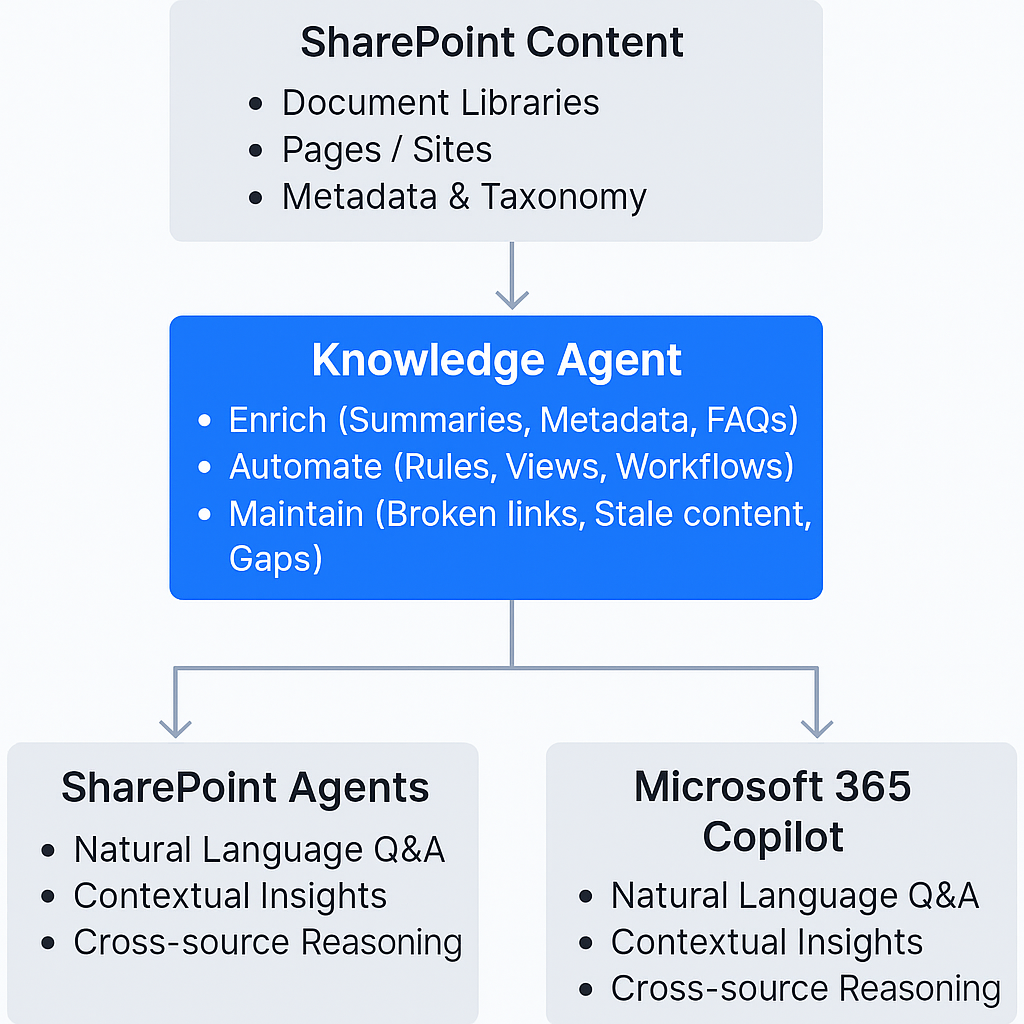 SharePoint Content
• Document Libraries
• Pages / Sites
• Metadata & Taxonomy
Knowledge Agent
• Enrich (Summaries, Metadata, FAQs)
• Automate (Rules, Views, Workflows)
• Maintain (Broken links, Stale content,
Gaps)
SharePoint Agents
• Natural Language Q&A
• Contextual Insights
• Cross-source Reasoning
Microsoft 365
Copilot
• Natural Language Q&A
• Contextual Insights
• Cross-source Reasoning